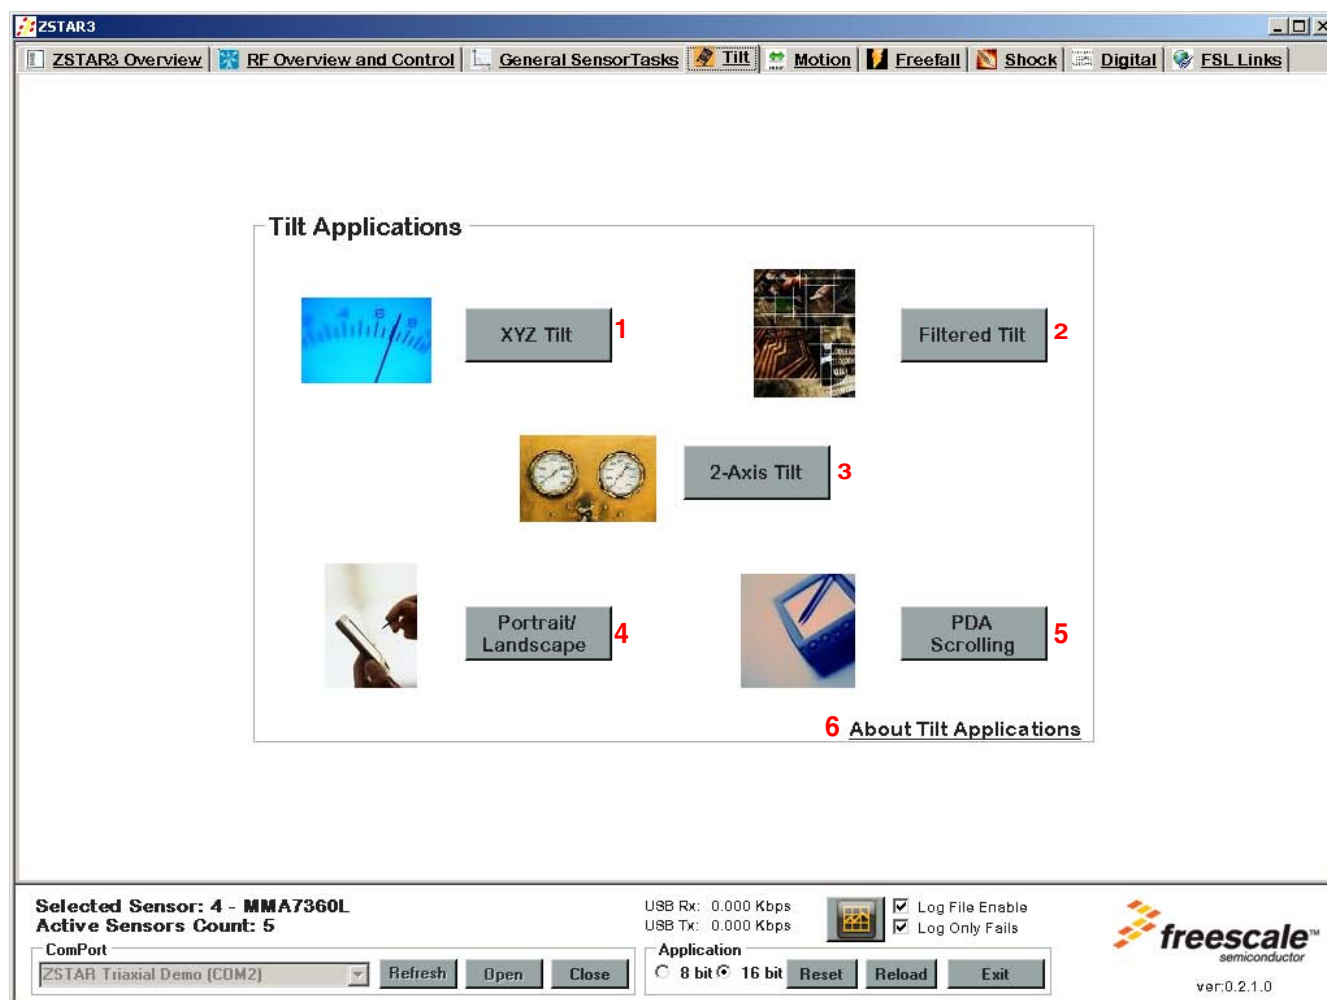 ZSTAR3
ZSTAR3 Overview RF Overview and Control General SensorTasks Tilt Motion Freefall Shock Digital FSL Links
Tilt Applications
XYZ Tilt 1
Filtered Tilt 2
2-Axis Tilt 3
Portrait/
Landscape 4
PDA
Scrolling 5
6 About Tilt Applications
Selected Sensor: 4 - MMA7360L
Active Sensors Count: 5
ComPort
ZSTAR Triaxial Demo (COM2) Refresh Open Close
USB Rx: 0.000 Kbps
USB Tx: 0.000 Kbps
Log File Enable
Log Only Fails
Application
8 bit 16 bit Reset Reload Exit
freescale™
semiconductor
ver:0.2.1.0